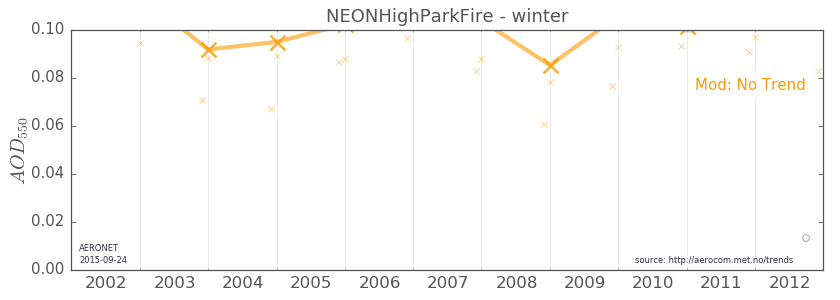 NEONHighParkFire - winter
0.10
0.08
0.06
0.04
0.02
0.00
AOD550
Mod: No Trend
AERONET
2015-09-24
source: http://aerocom.met.no/trends
2002 2003 2004 2005 2006 2007 2008 2009 2010 2011 2012